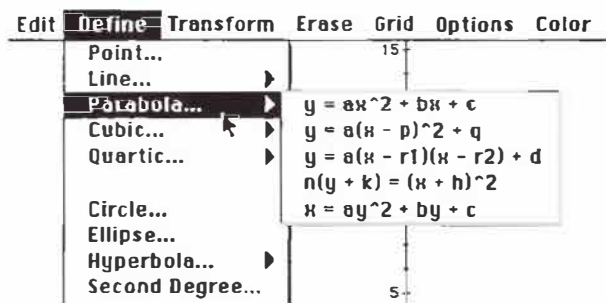 Edit Define Transform Erase Grid Options Color
Point...
Line...
Parabola...
Cubic...
Quartic...
Circle...
Ellipse...
Hyperbola...
Second Degree...
y = ax^2 + bx + c
y = a(x - p)^2 + q
y = a(x - r1)(x - r2) + d
n(y + k) = (x + h)^2
x = ay^2 + by + c
15
5